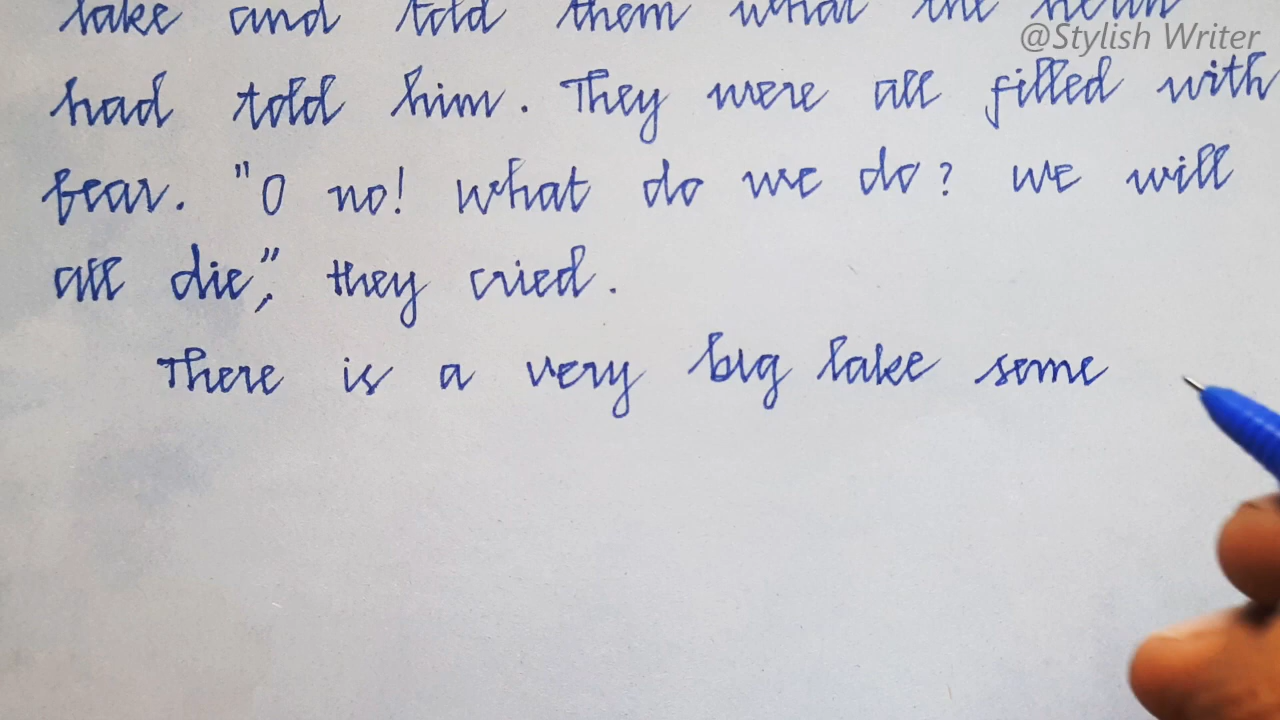 lake and told them what the heron
@Stylish Writer
had told him. They were all filled with
fear. "O no! what do we do? we will
all die," they cried.
There is a very big lake some